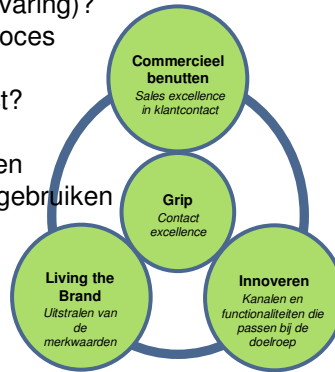 varing)?
oces
t?
en
gebruiken
Commercieel
benutten
Sales excellence
in klantcontact
Grip
Contact
excellence
Living the
Brand
Uitstralen van
de
merkwaarden
Innoveren
Kanalen en
functionaliteiten die
passen bij de
doelroep